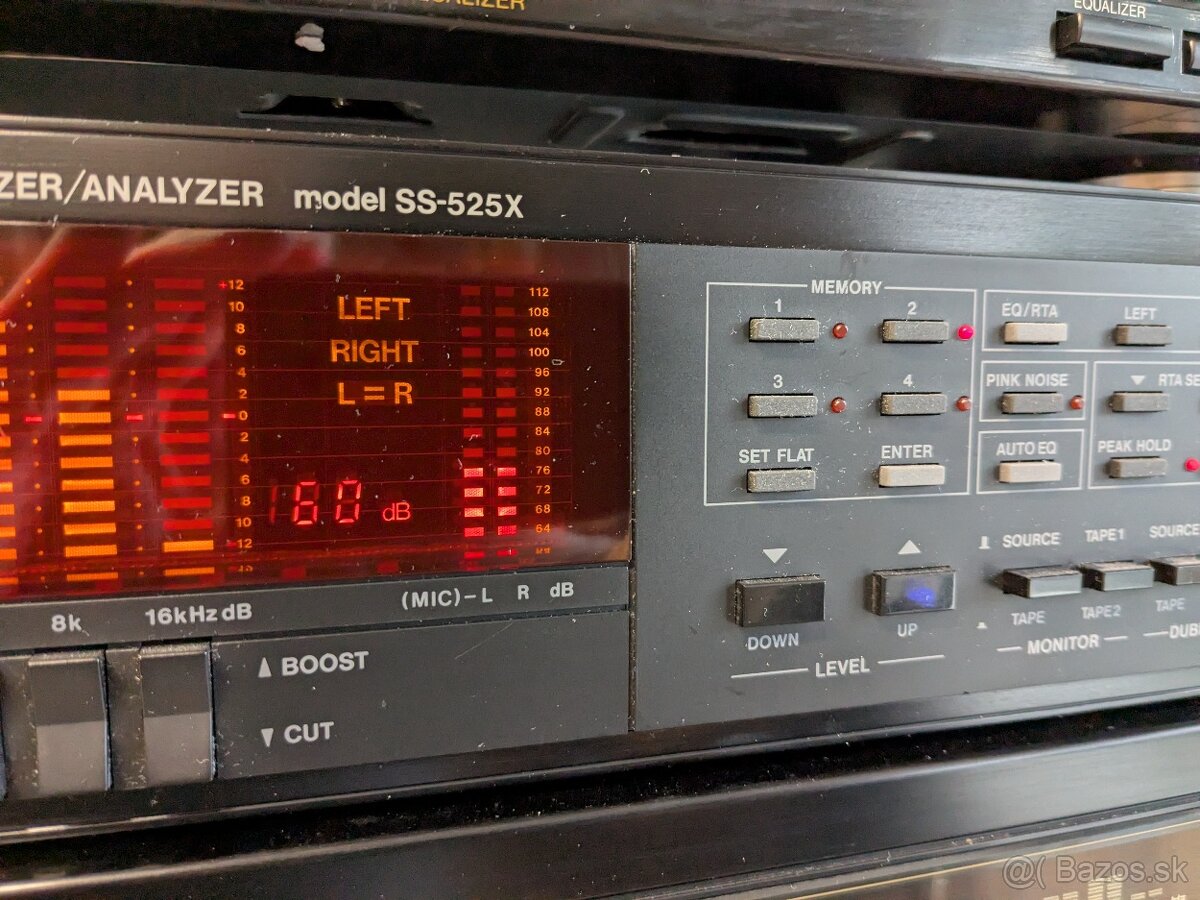 EQUALIZER
ZER/ANALYZER model SS-525X
+12
10
8
6
4
2
0
2
4
6
8
10
-12
LEFT
RIGHT
L=R
60 dB
112
108
104
100
96
92
88
84
80
76
72
68
64
8k 16kHz dB (MIC)-L R dB
▲ BOOST
▼ CUT
MEMORY
1 2
3 4
SET FLAT ENTER
EQ/RTA LEFT
PINK NOISE ▼ RTA SE
AUTO EQ PEAK HOLD
▼ ▲
DOWN UP
LEVEL
SOURCE TAPE1 SOURCE
TAPE TAPE2 TAPE
MONITOR DUB
@( Bazos.sk